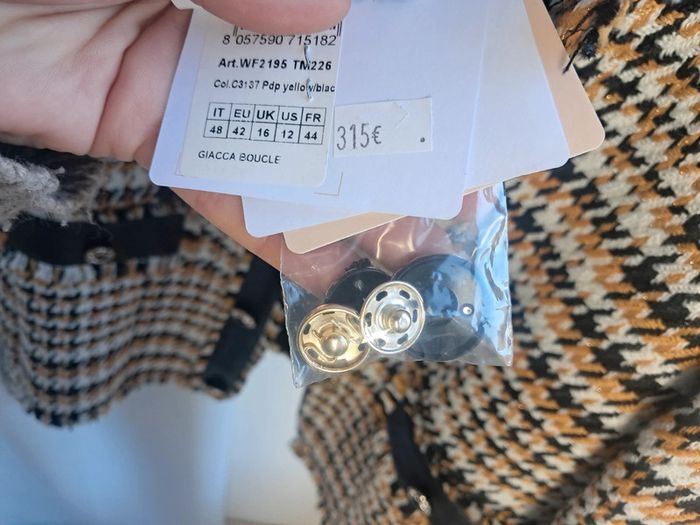 8 057590 715182
Art.WF2195 TM226
Col.C3137 Pdp yellow/blac
IT EU UK US FR
48 42 16 12 44
GIACCA BOUCLE
315€